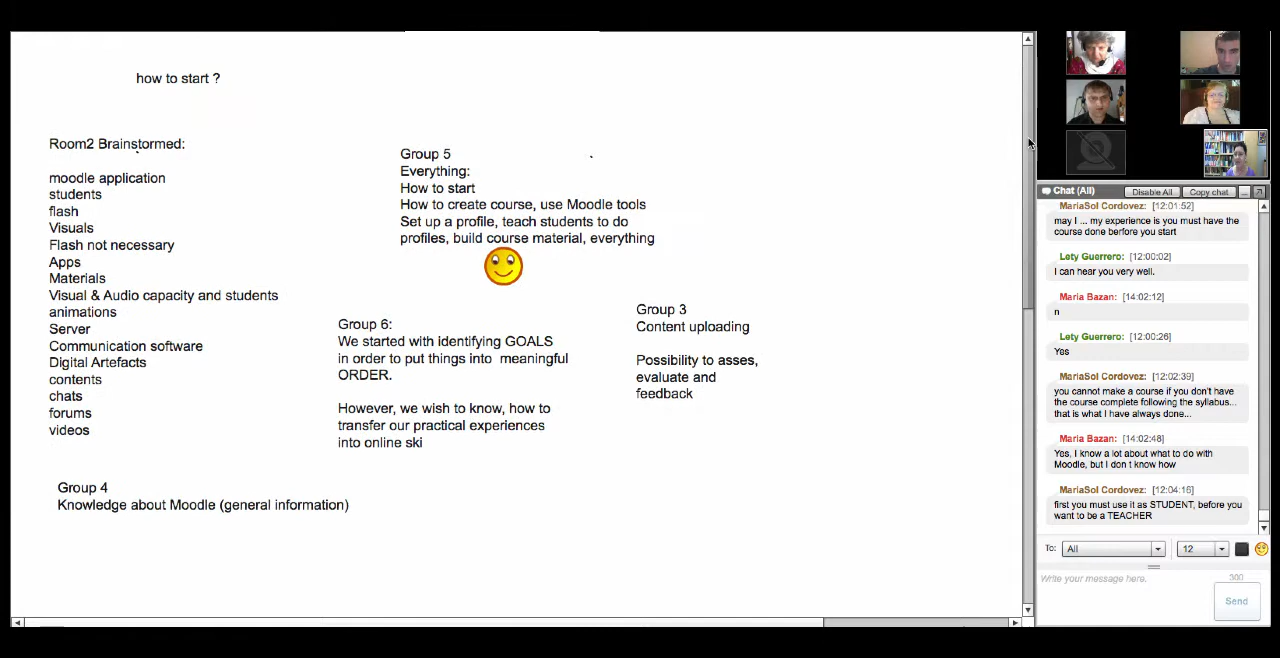 how to start ?
Room2 Brainstormed:
moodle application
students
flash
Visuals
Flash not necessary
Apps
Materials
Visual & Audio capacity and students
animations
Server
Communication software
Digital Artefacts
contents
chats
forums
videos
Group 5
Everything:
How to start
How to create course, use Moodle tools
Set up a profile, teach students to do
profiles, build course material, everything
Group 6:
We started with identifying GOALS
in order to put things into meaningful
ORDER.
However, we wish to know, how to
transfer our practical experiences
into online ski
Group 3
Content uploading
Possibility to asses,
evaluate and
feedback
Group 4
Knowledge about Moodle (general information)
Chat (All)
Disable All
Copy chat
MariaSol Cordovez: [12:01:52]
may I ... my experience is you must have the
course done berfore you start
Lety Guerrero: [12:00:02]
I can hear you very well.
Maria Bazan: [14:02:12]
n
Lety Guerrero: [12:00:26]
Yes
MariaSol Cordovez: [12:02:39]
you cannot make a course if you don't have
the course complete following the syllabus...
that is what I have always done...
Maria Bazan: [14:02:48]
Yes, I know a lot about what to do with
Moodle, but I don t know how
MariaSol Cordovez: [12:04:16]
first you must use it as STUDENT, before you
want to be a TEACHER
To: All 12
Write your message here.
300
Send